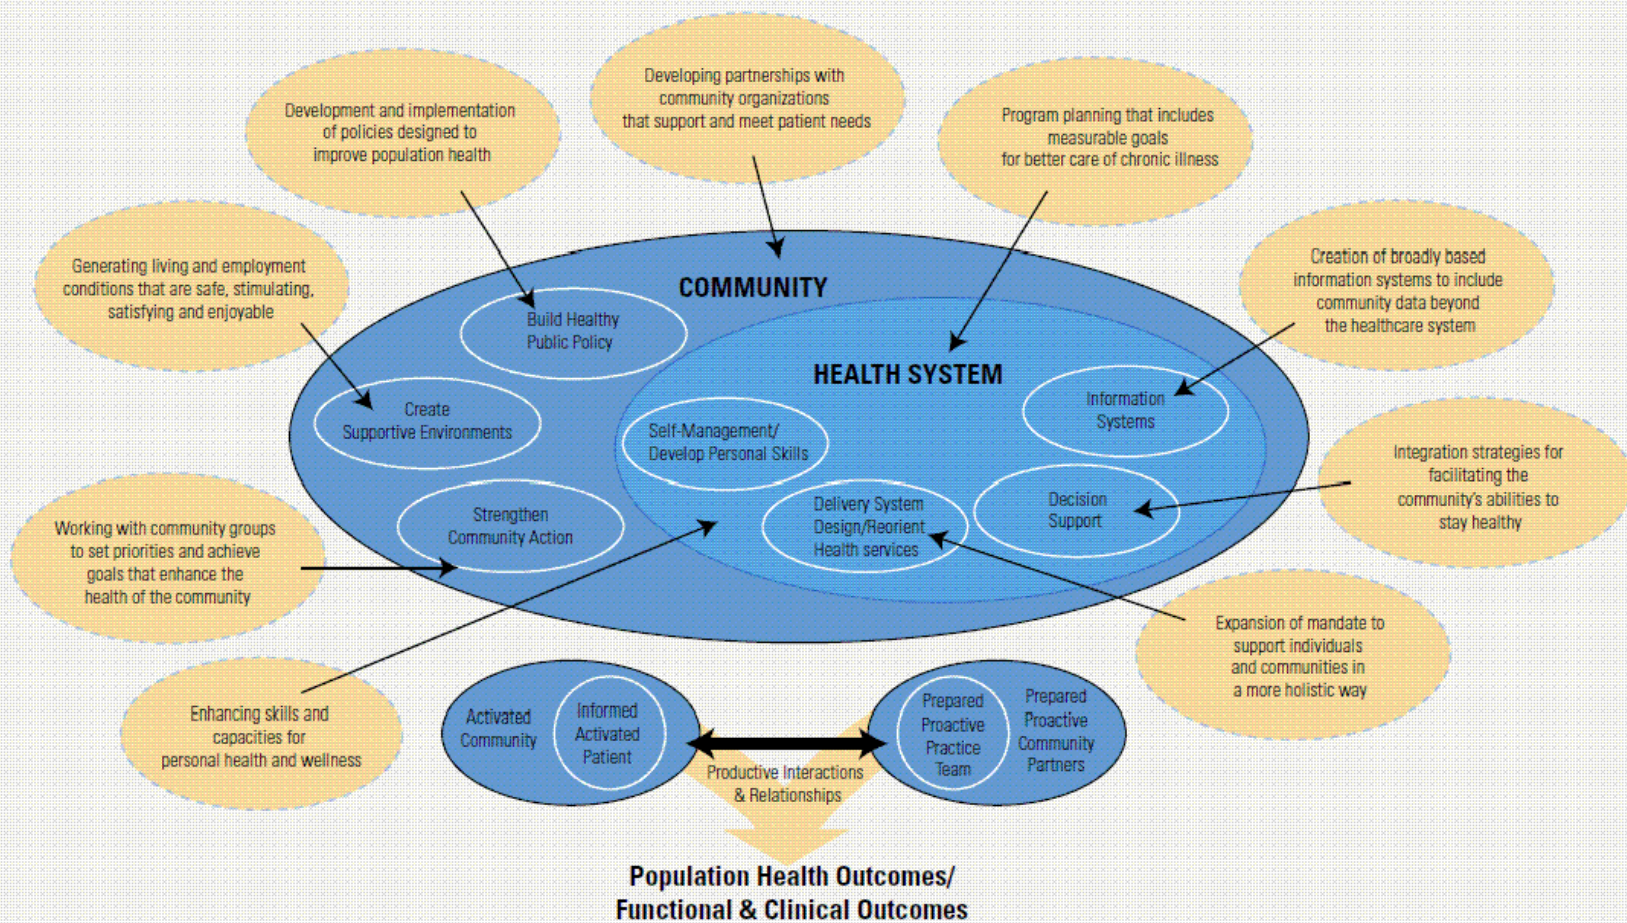 Developing partnerships with
community organizations
that support and meet patient needs
Development and implementation
of policies designed to
improve population health
Program planning that includes
measurable goals
for better care of chronic illness
Generating living and employment
conditions that are safe, stimulating,
satisfying and enjoyable
Creation of broadly based
information systems to include
community data beyond
the healthcare system
COMMUNITY
Build Healthy
Public Policy
HEALTH SYSTEM
Create
Supportive Environments
Self-Management/
Develop Personal Skills
Information
Systems
Integration strategies for
facilitating the
community's abilities to
stay healthy
Strengthen
Community Action
Delivery System
Design/Reorient
Health services
Decision
Support
Working with community groups
to set priorities and achieve
goals that enhance the
health of the community
Expansion of mandate to
support individuals
and communities in
a more holistic way
Enhancing skills and
capacities for
personal health and wellness
Activated
Community
Informed
Activated
Patient
Productive Interactions
& Relationships
Prepared
Proactive
Practice
Team
Prepared
Proactive
Community
Partners
Population Health Outcomes/
Functional & Clinical Outcomes